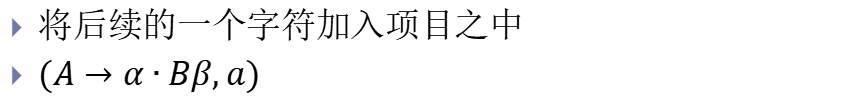 将后续的一个字符加入项目之中
(A → α · Bβ, a)